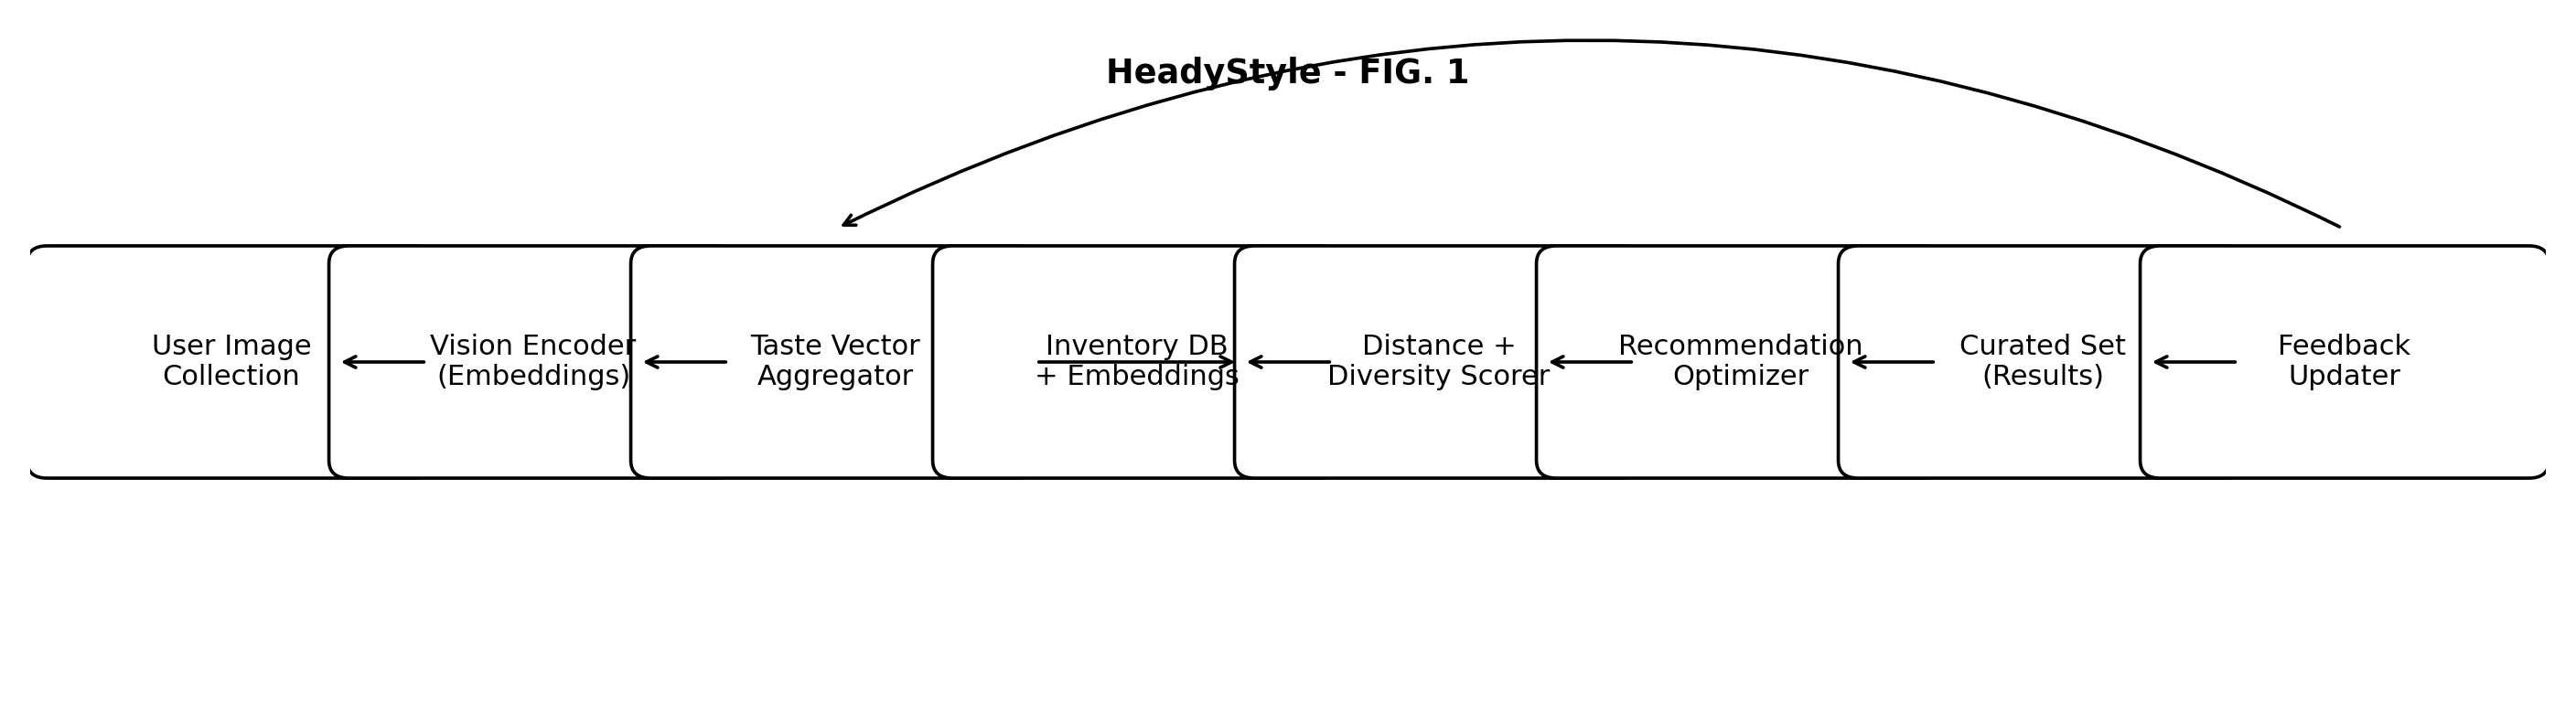 HeadyStyle - FIG. 1
User Image
Collection
Vision Encoder
(Embeddings)
Taste Vector
Aggregator
Inventory DB
+ Embeddings
Distance +
Diversity Scorer
Recommendation
Optimizer
Curated Set
(Results)
Feedback
Updater